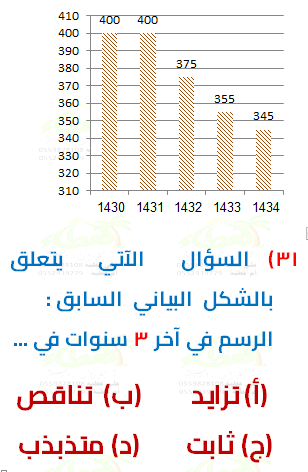 410
400
390
380
370
360
350
340
330
320
310
400 400 375 355 345
1430 1431 1432 1433 1434
٣١) السؤال الآتي يتعلق
بالشكل البياني السابق :
الرسم في آخر ٣ سنوات في ...
(أ) تزايد (ب) تناقص
(ج) ثابت (د) متذبذب